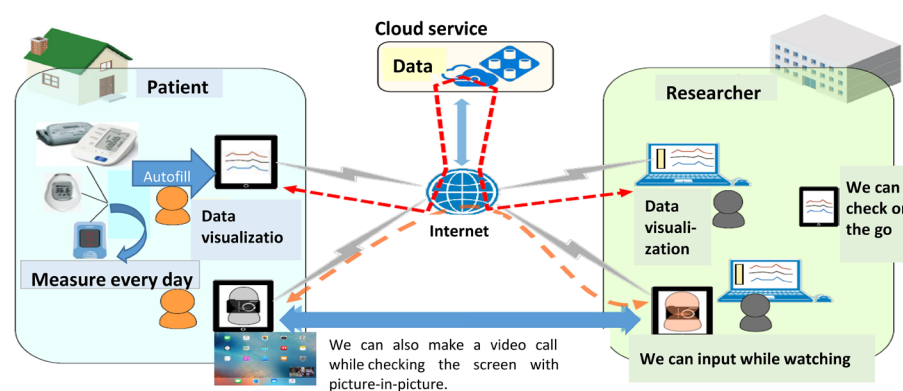 Cloud service
Data
Patient
Researcher
Autofill
Data
visualizatio
Measure every day
Internet
Data
visuali-
zation
We can
check on
the go
We can also make a video call
while checking the screen with
picture-in-picture.
We can input while watching